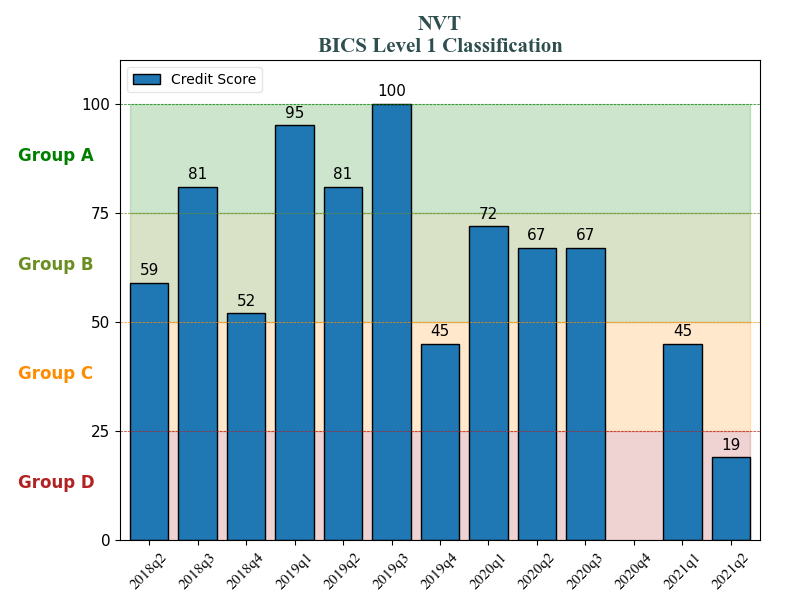 NVT
BICS Level 1 Classification
Credit Score
100
75
50
25
0
Group A
Group B
Group C
Group D
59
81
52
95
81
100
45
72
67
67
45
19
2018q2
2018q3
2018q4
2019q1
2019q2
2019q3
2019q4
2020q1
2020q2
2020q3
2020q4
2021q1
2021q2